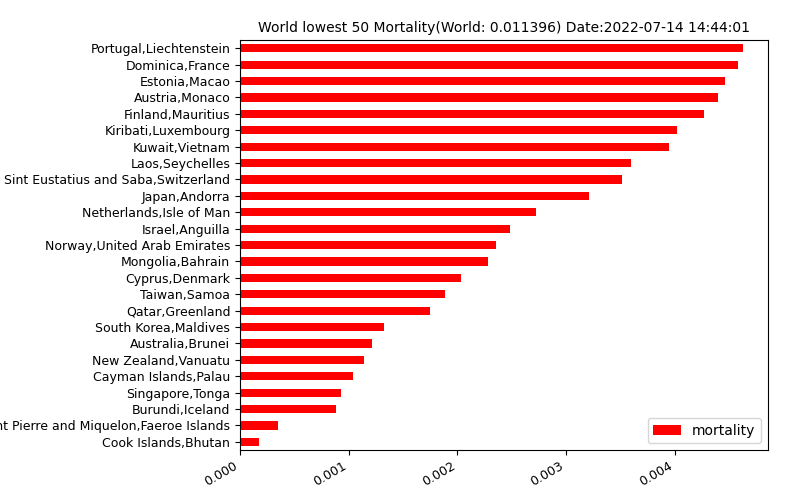 World lowest 50 Mortality(World: 0.011396) Date:2022-07-14 14:44:01
Portugal,Liechtenstein
Dominica,France
Estonia,Macao
Austria,Monaco
Finland,Mauritius
Kiribati,Luxembourg
Kuwait,Vietnam
Laos,Seychelles
Sint Eustatius and Saba,Switzerland
Japan,Andorra
Netherlands,Isle of Man
Israel,Anguilla
Norway,United Arab Emirates
Mongolia,Bahrain
Cyprus,Denmark
Taiwan,Samoa
Qatar,Greenland
South Korea,Maldives
Australia,Brunei
New Zealand,Vanuatu
Cayman Islands,Palau
Singapore,Tonga
Burundi,Iceland
nt Pierre and Miquelon,Faeroe Islands
Cook Islands,Bhutan
mortality
0.000 0.001 0.002 0.003 0.004